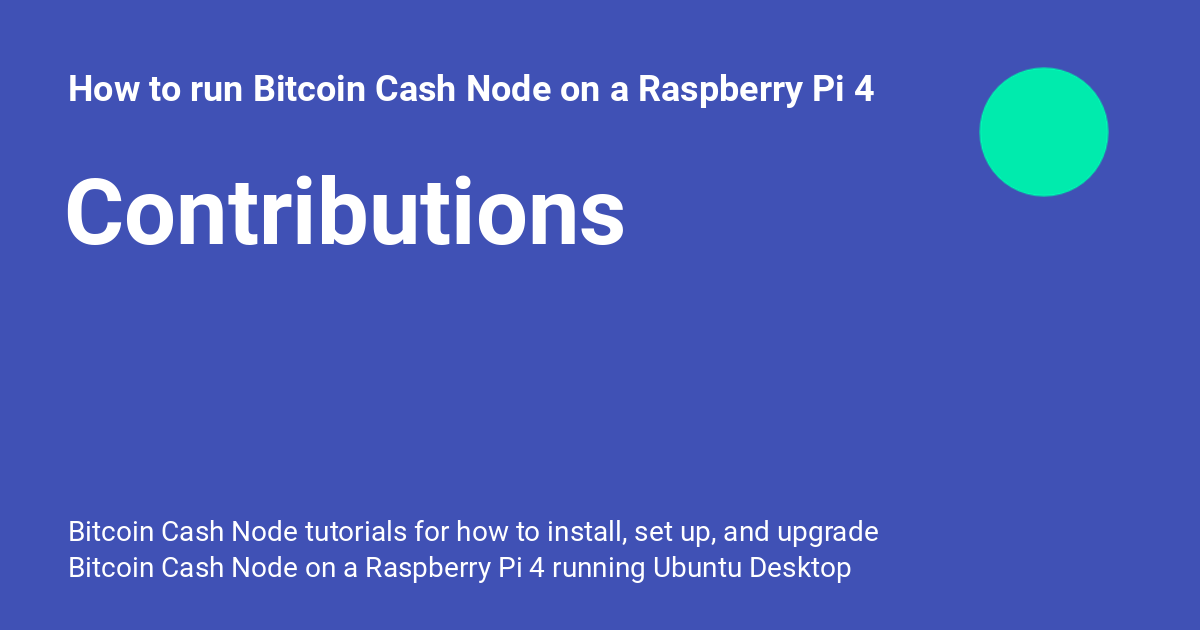 How to run Bitcoin Cash Node on a Raspberry Pi 4
Contributions
Bitcoin Cash Node tutorials for how to install, set up, and upgrade
Bitcoin Cash Node on a Raspberry Pi 4 running Ubuntu Desktop